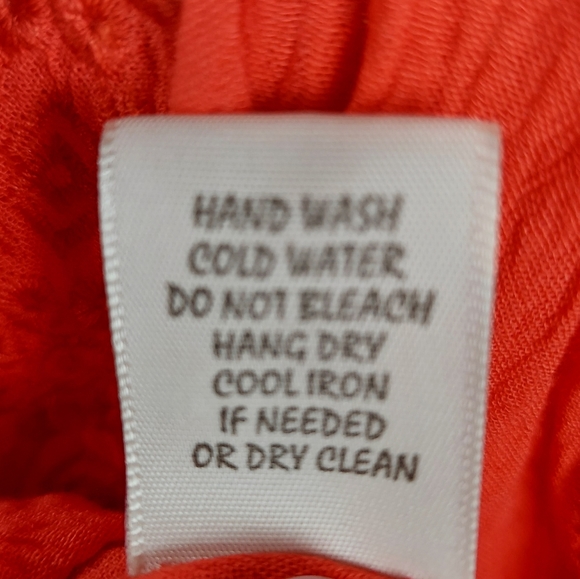 HAND WASH
COLD WATER
DO NOT BLEACH
HANG DRY
COOL IRON
IF NEEDED
OR DRY CLEAN